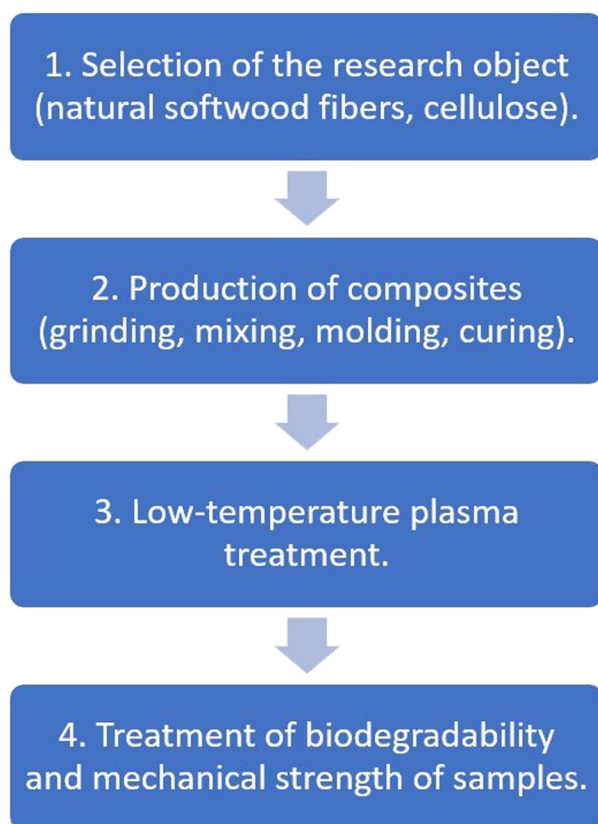 1. Selection of the research object
(natural softwood fibers, cellulose).
2. Production of composites
(grinding, mixing, molding, curing).
3. Low-temperature plasma
treatment.
4. Treatment of biodegradability
and mechanical strength of samples.